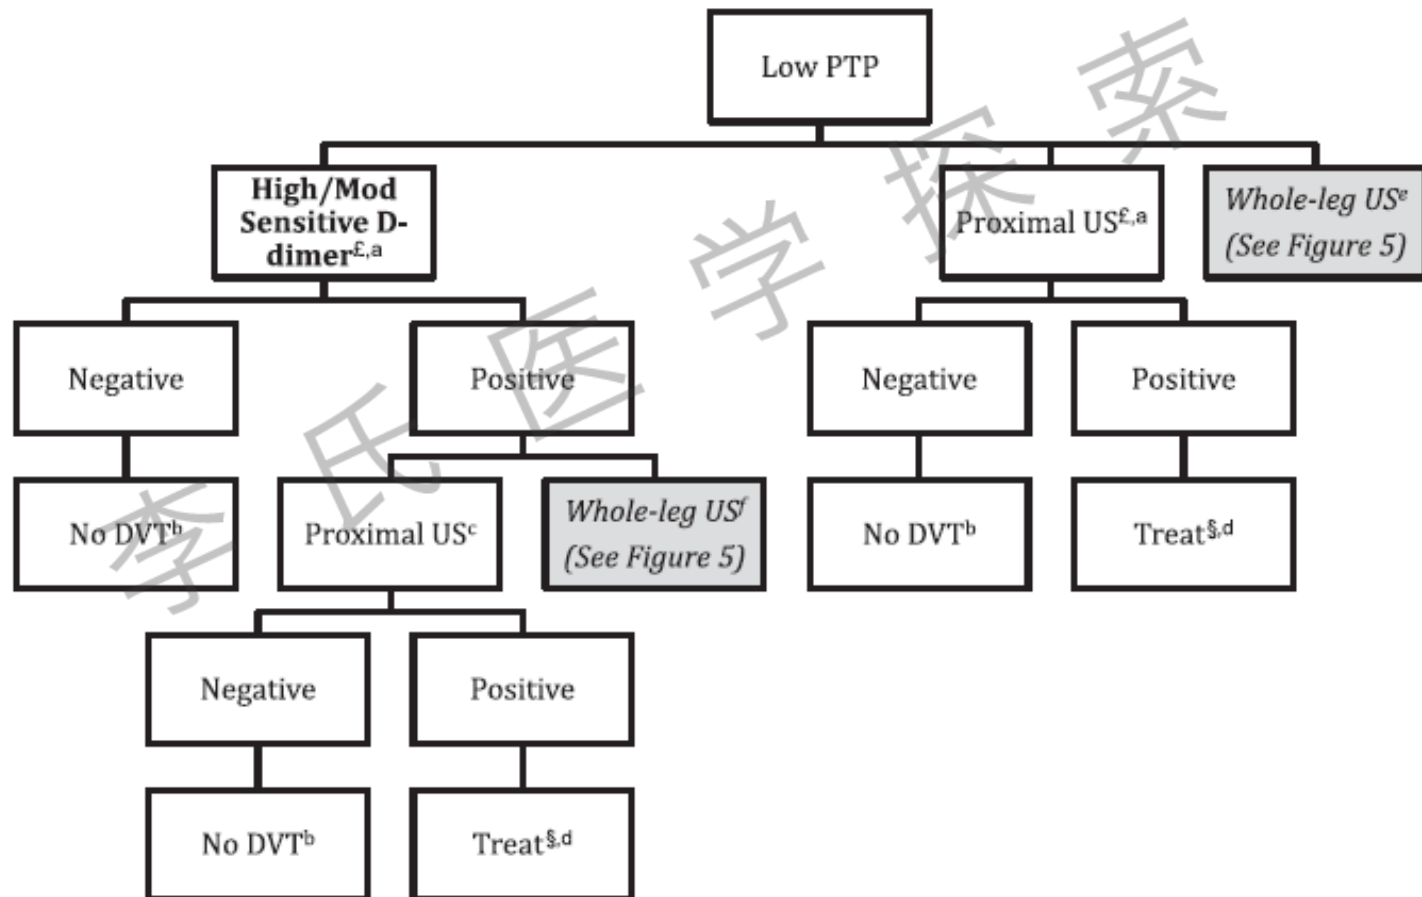 Low PTP
High/Mod
Sensitive D-
dimer£,a
Proximal US£,a
Whole-leg USe
(See Figure 5)
Negative
Positive
Negative
Positive
No DVTb
Proximal USc
Whole-leg USf
(See Figure 5)
No DVTb
Treat§,d
Negative
Positive
No DVTb
Treat§,d
李氏医学探索